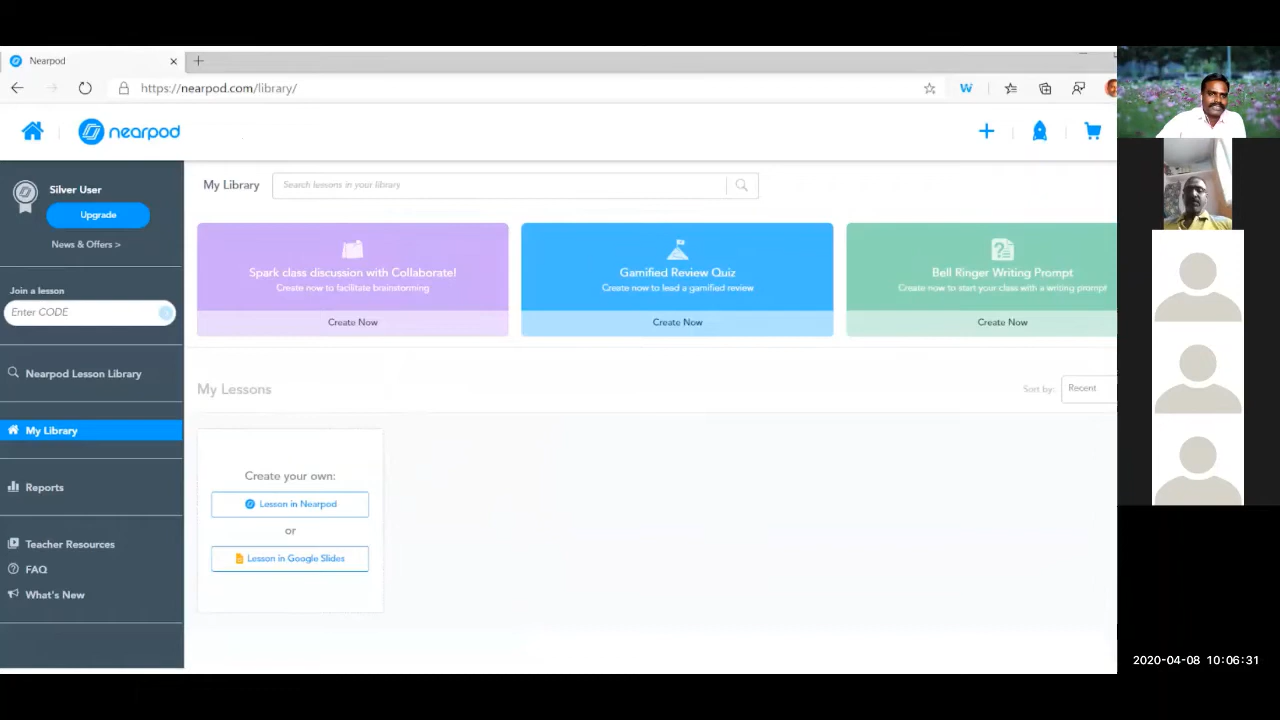 Nearpod
https://nearpod.com/library/
W
nearpod
Silver User
Upgrade
News & Offers >
Join a lesson
Enter CODE
Nearpod Lesson Library
My Library
Reports
Teacher Resources
FAQ
What's New
My Library
Search lessons in your library
Spark class discussion with Collaborate!
Create now to facilitate brainstorming
Create Now
Gamified Review Quiz
Create now to lead a gamified review
Create Now
Bell Ringer Writing Prompt
Create now to start your class with a writing prompt
Create Now
My Lessons
Sort by:
Recent
Create your own:
Lesson in Nearpod
or
Lesson in Google Slides
2020-04-08 10:06:31